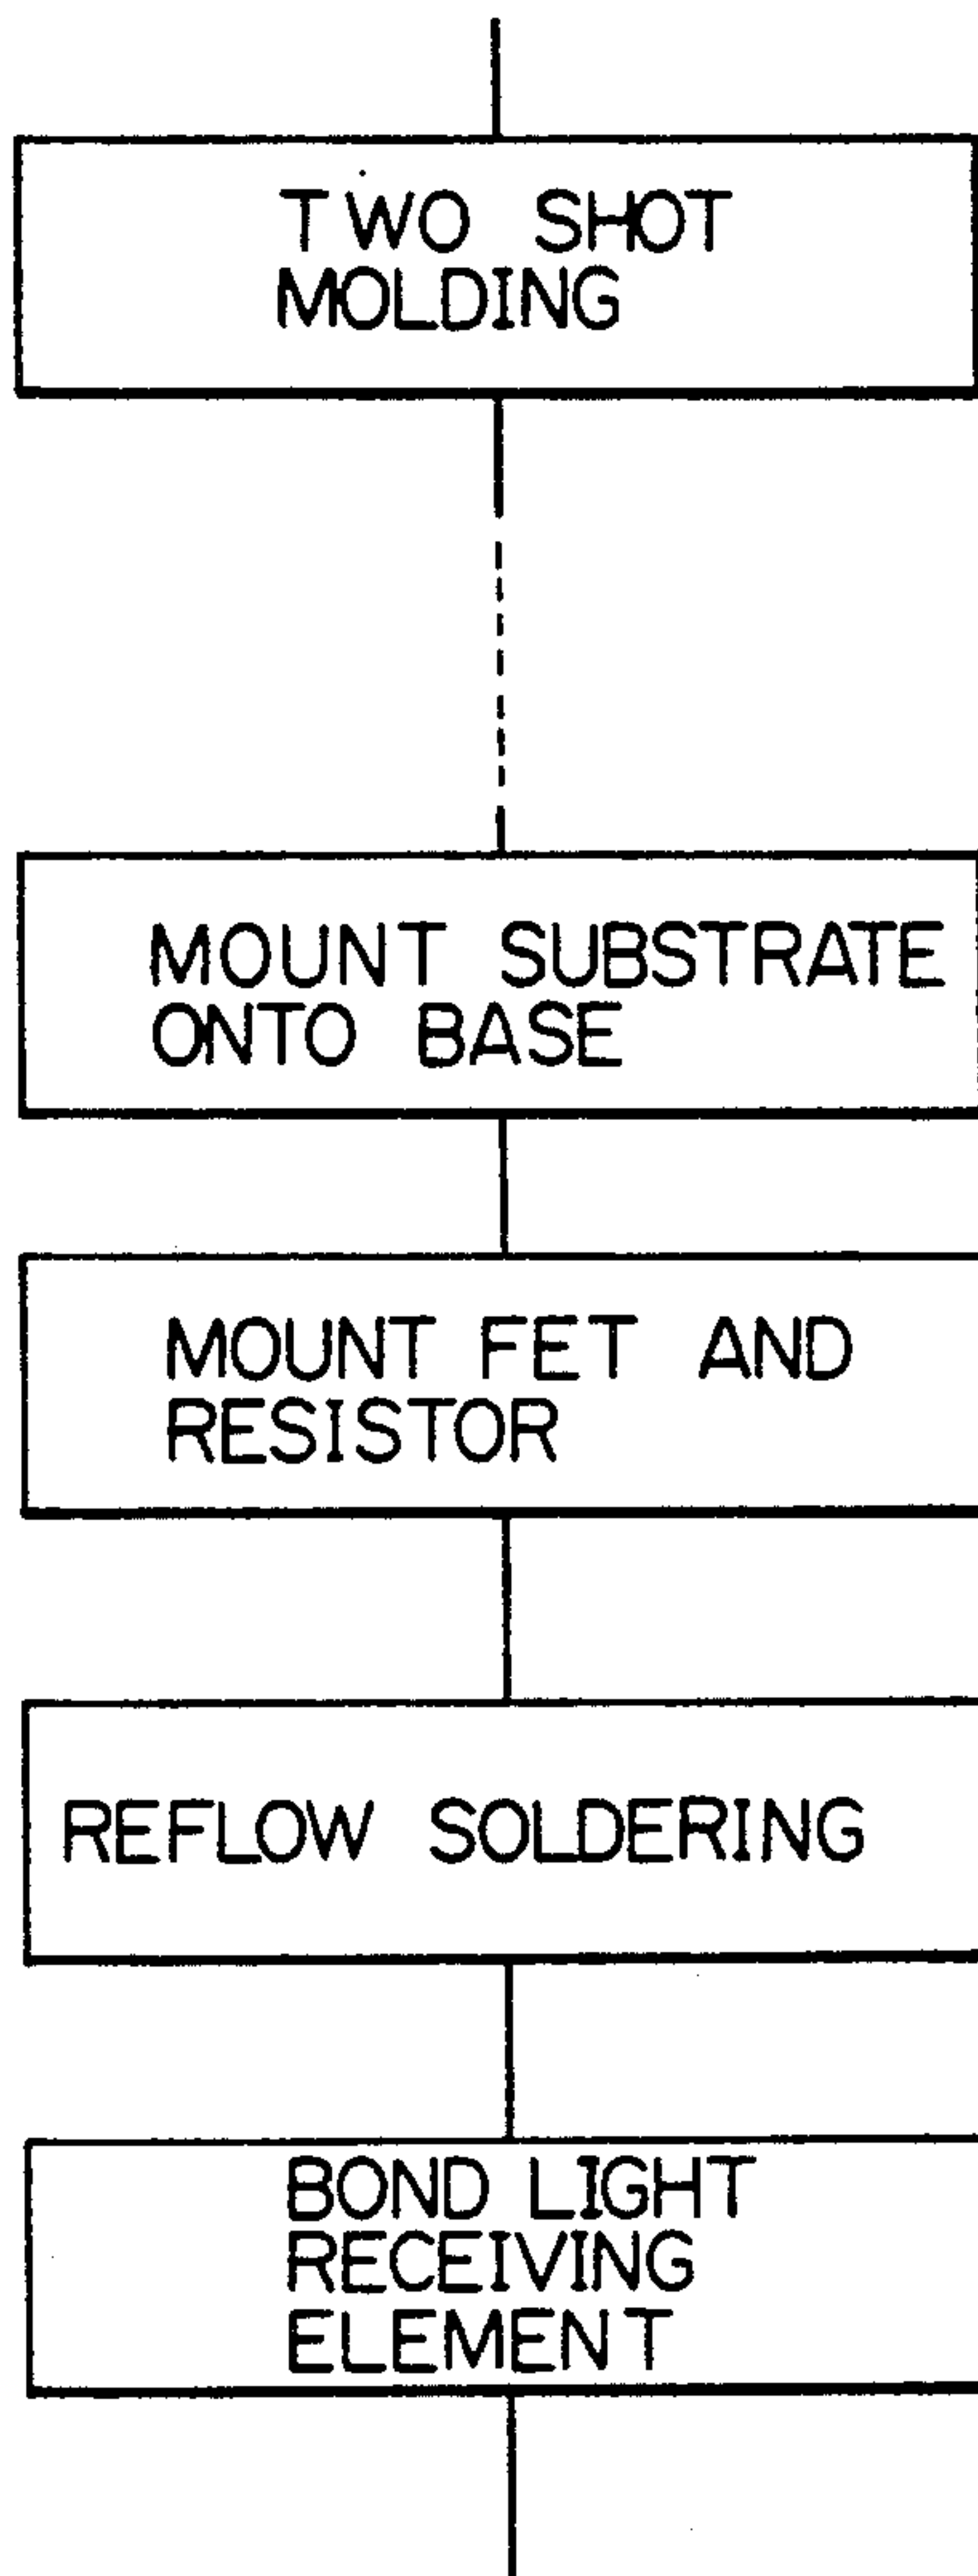 TWO SHOT
MOLDING
MOUNT SUBSTRATE
ONTO BASE
MOUNT FET AND
RESISTOR
REFLOW SOLDERING
BOND LIGHT
RECEIVING
ELEMENT